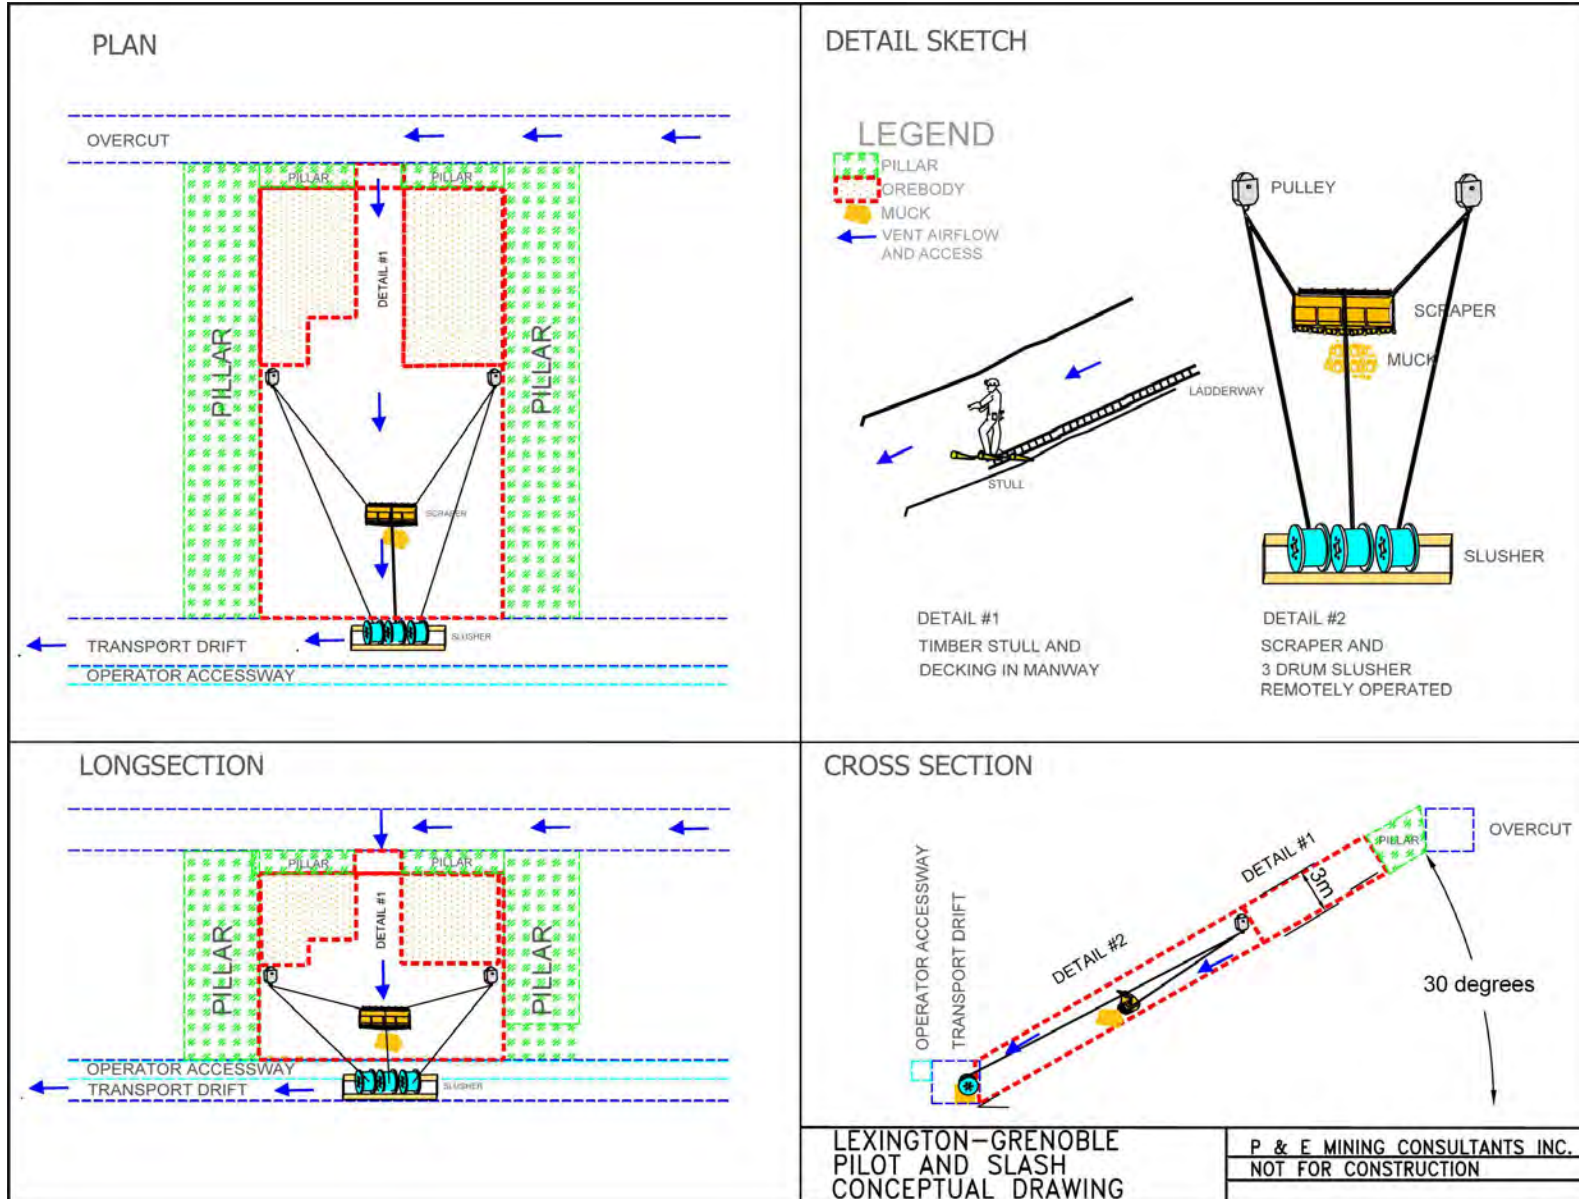 PLAN
OVERCUT
PILLAR
PILLAR
DETAIL #1
PILLAR
PILLAR
SCRAPER
TRANSPORT DRIFT
SLUSHER
OPERATOR ACCESSWAY
DETAIL SKETCH
LEGEND
PILLAR
OREBODY
MUCK
VENT AIRFLOW
AND ACCESS
PULLEY
SCRAPER
MUCK
LADDERWAY
STULL
SLUSHER
DETAIL #1
TIMBER STULL AND
DECKING IN MANWAY
DETAIL #2
SCRAPER AND
3 DRUM SLUSHER
REMOTELY OPERATED
LONGSECTION
PILLAR
PILLAR
DETAIL #1
PILLAR
PILLAR
OPERATOR ACCESSWAY
TRANSPORT DRIFT
SLUSHER
CROSS SECTION
OVERCUT
PILLAR
DETAIL #1
3m
DETAIL #2
OPERATOR ACCESSWAY
TRANSPORT DRIFT
30 degrees
LEXINGTON-GRENOBLE
PILOT AND SLASH
CONCEPTUAL DRAWING
P & E MINING CONSULTANTS INC.
NOT FOR CONSTRUCTION